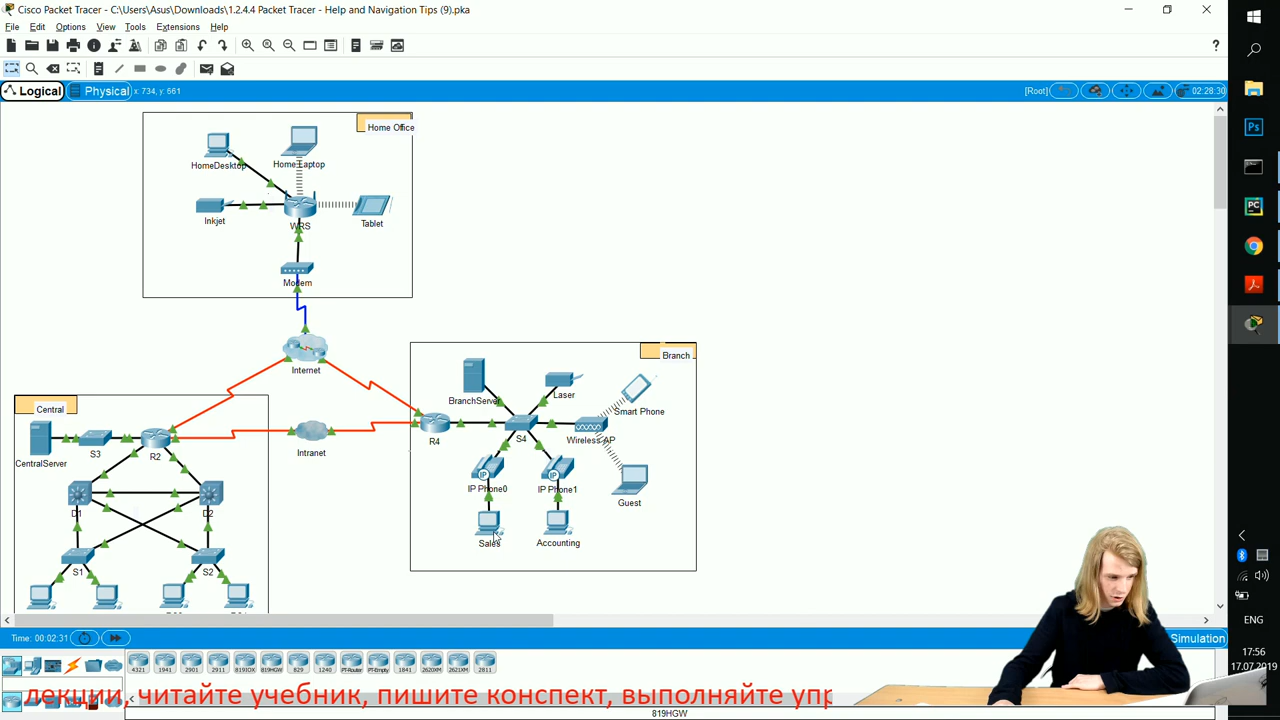 Cisco Packet Tracer - C:\Users\Asus\Downloads\1.2.4.4 Packet Tracer - Help and Navigation Tips (9).pka
File Edit Options View Tools Extensions Help
?
Logical Physical x: 734, y: 661 [Root] 02:28:30
Home Office
HomeDesktop
Home Laptop
Inkjet
WRS
Tablet
Modem
Internet
Branch
BranchServer
Laser
Smart Phone
R4
S4
Wireless AP
IP Phone0
IP Phone1
Guest
Sales
Accounting
Intranet
Central
CentralServer
S3
R2
D1
D2
S1
S2
Time: 00:02:31
Simulation
4321 1941 2901 2911 819IOX 819HGW 829 1240 PT-Router PT-Empty 1841 2620XM 2621XM 2811
лекции, читайте учебник, пишите конспект, выполняйте упр
819HGW
Ps
PC
ENG
17:56
17.07.2019